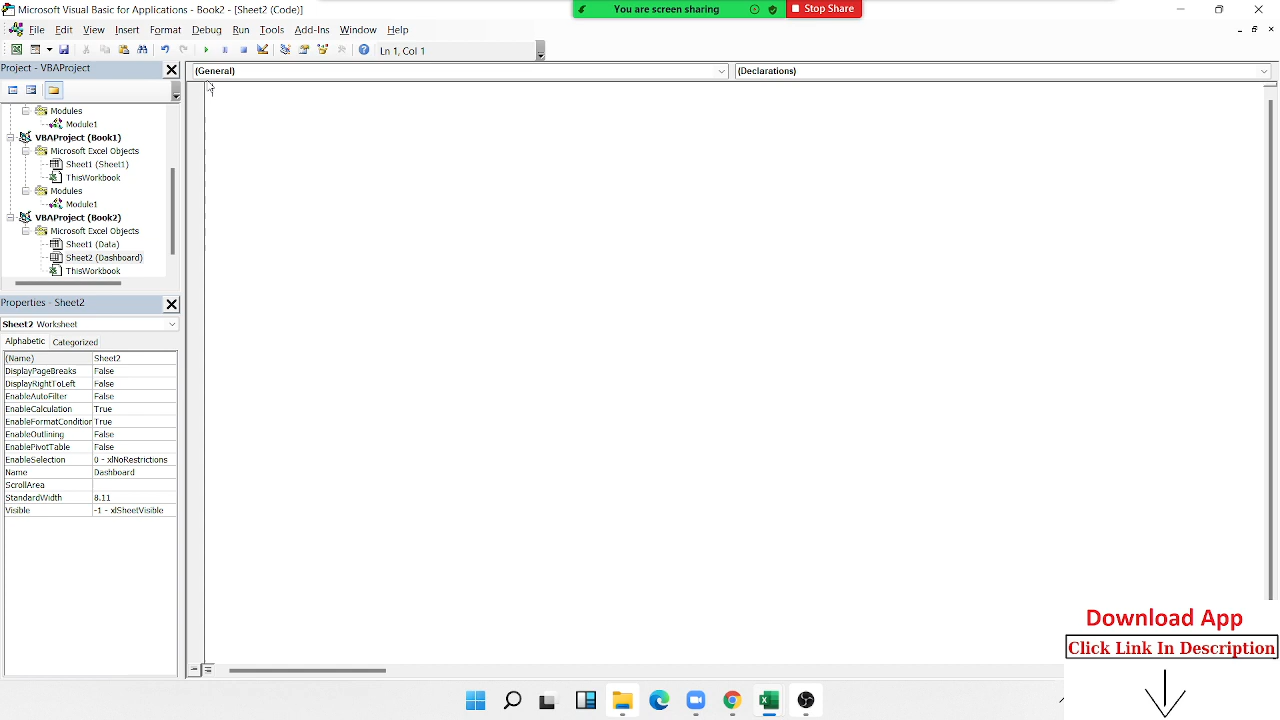 Microsoft Visual Basic for Applications - Book2 - [Sheet2 (Code)]
You are screen sharing
Stop Share
File Edit View Insert Format Debug Run Tools Add-Ins Window Help
Ln 1, Col 1
Project - VBAProject
(General)
(Declarations)
Modules
Module1
VBAProject (Book1)
Microsoft Excel Objects
Sheet1 (Sheet1)
ThisWorkbook
Modules
Module1
VBAProject (Book2)
Microsoft Excel Objects
Sheet1 (Data)
Sheet2 (Dashboard)
ThisWorkbook
Properties - Sheet2
Sheet2 Worksheet
Alphabetic Categorized
(Name) Sheet2
DisplayPageBreaks False
DisplayRightToLeft False
EnableAutoFilter False
EnableCalculation True
EnableFormatCondition True
EnableOutlining False
EnablePivotTable False
EnableSelection 0 - xlNoRestrictions
Name Dashboard
ScrollArea
StandardWidth 8.11
Visible -1 - xlSheetVisible
Download App
Click Link In Description